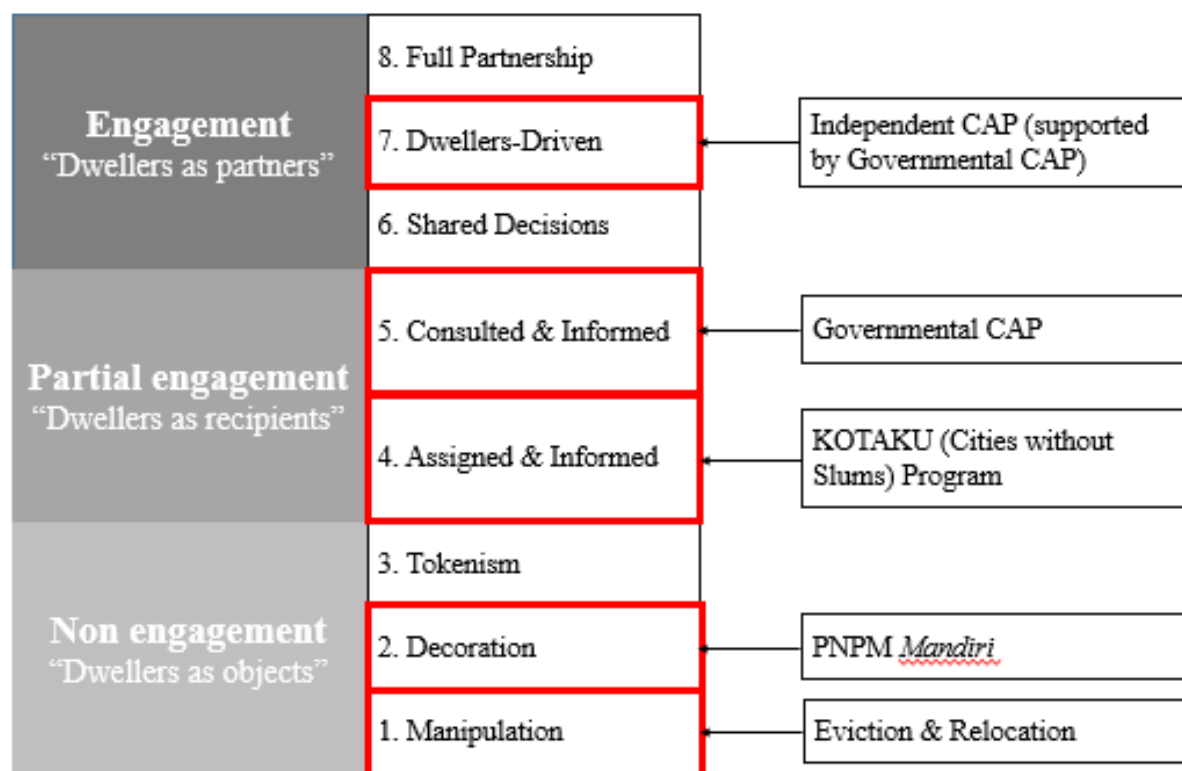 8. Full Partnership
Engagement
“Dwellers as partners”
7. Dwellers-Driven
Independent CAP (supported
by Governmental CAP)
6. Shared Decisions
5. Consulted & Informed
Governmental CAP
Partial engagement
“Dwellers as recipients”
4. Assigned & Informed
KOTAKU (Cities without
Slums) Program
3. Tokenism
Non engagement
“Dwellers as objects”
2. Decoration
PNPM Mandiri
1. Manipulation
Eviction & Relocation